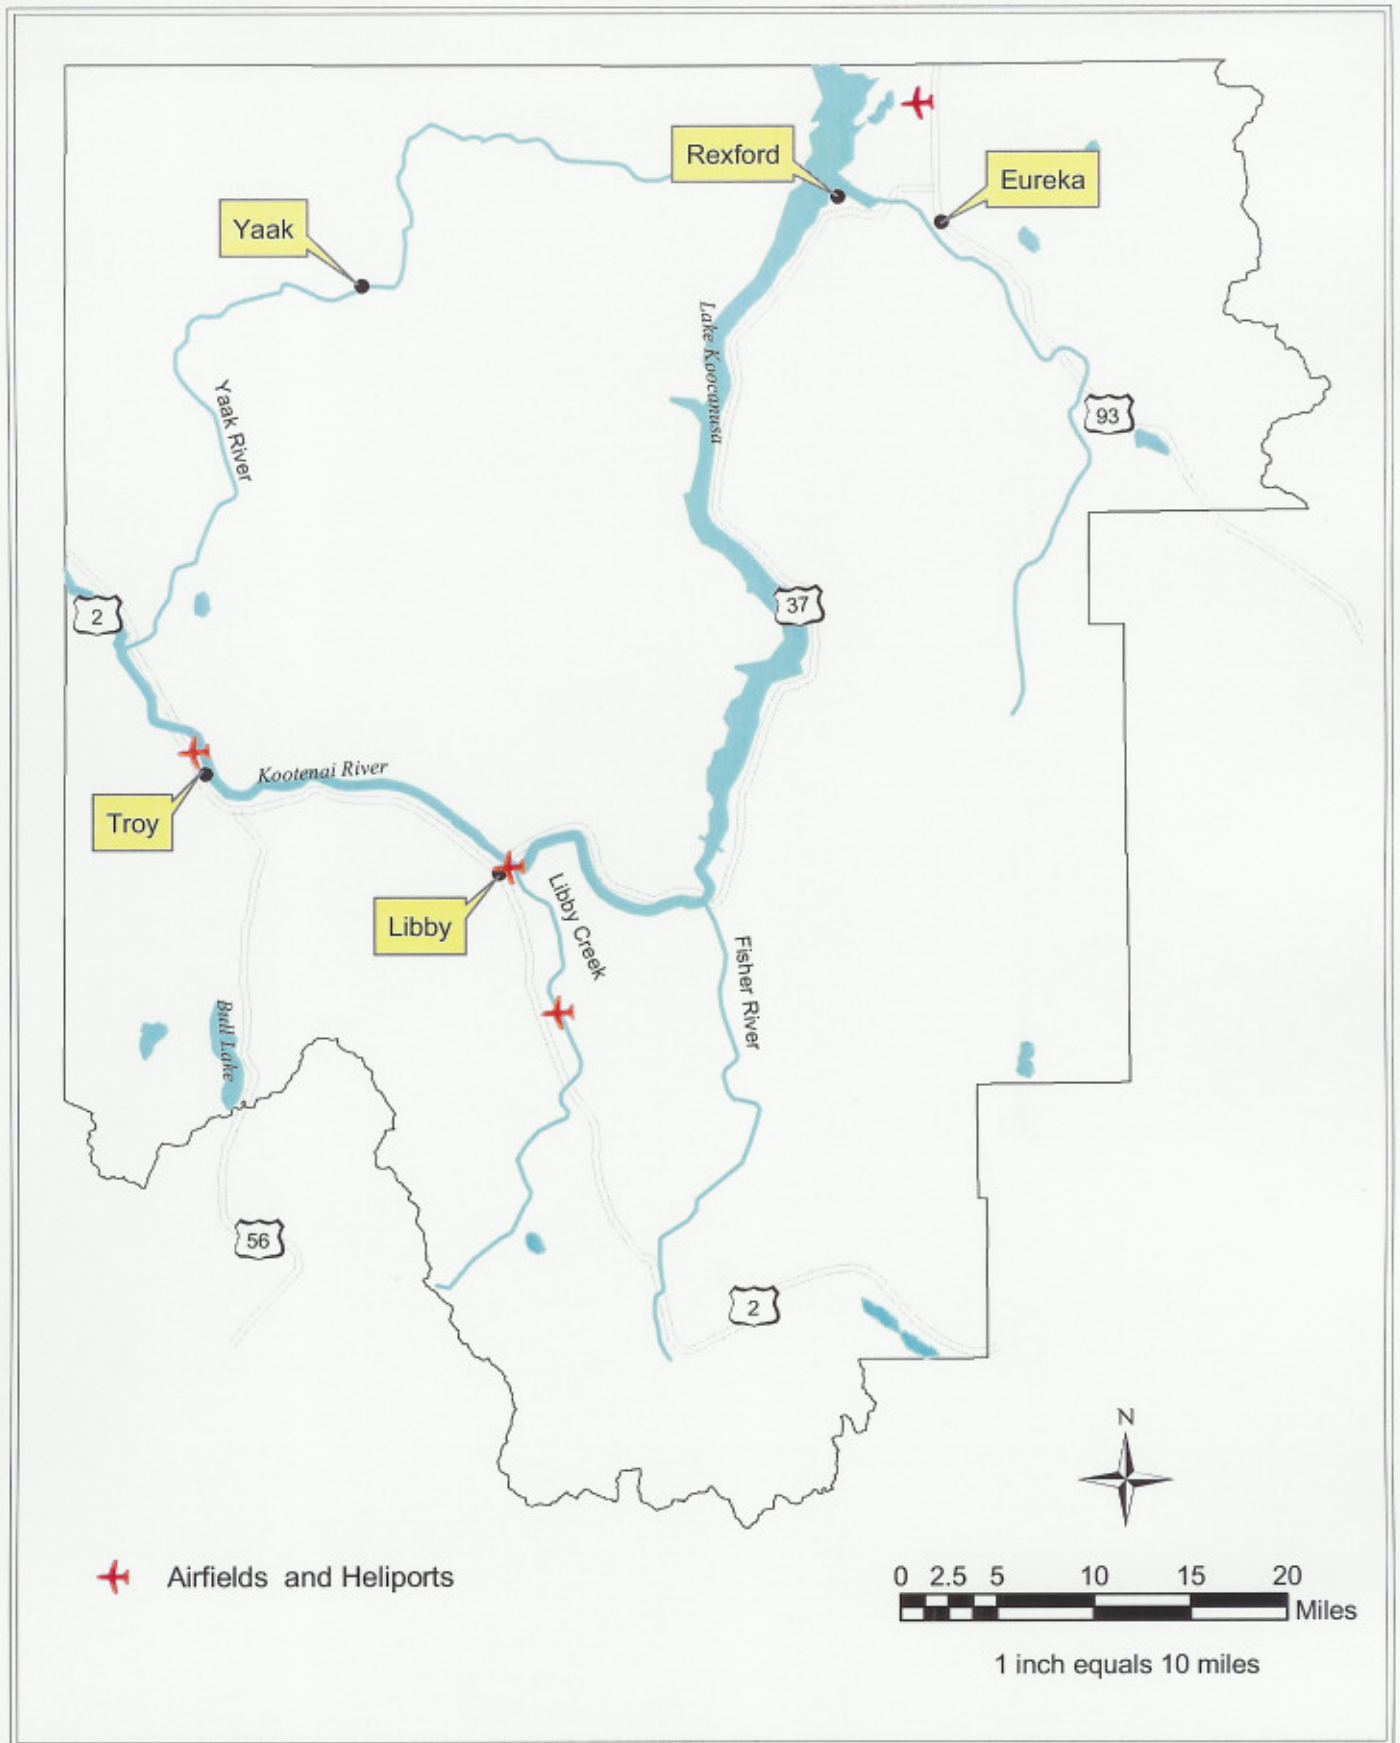 Rexford
Eureka
Yaak
Lake Koocanusa
Yaak River
93
2
37
Kootenai River
Troy
Libby Creek
Libby
Fisher River
Bull Lake
56
2
N
Airfields and Heliports
0 2.5 5 10 15 20
Miles
1 inch equals 10 miles